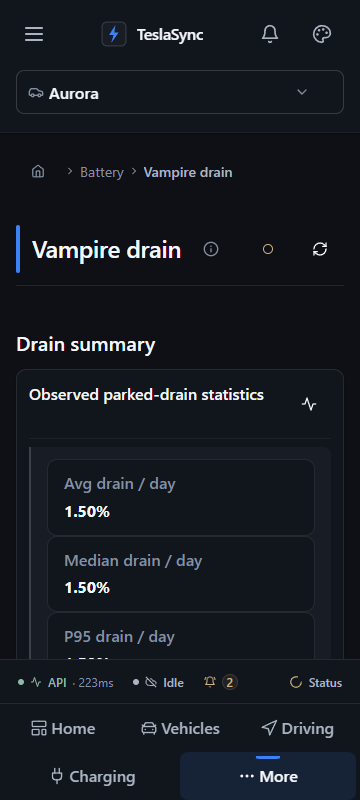 TeslaSync
Aurora
Battery
Vampire drain
Vampire drain
Drain summary
Observed parked-drain statistics
Avg drain / day
1.50%
Median drain / day
1.50%
P95 drain / day
API · 223ms
Idle
2
Status
Home
Vehicles
Driving
Charging
More